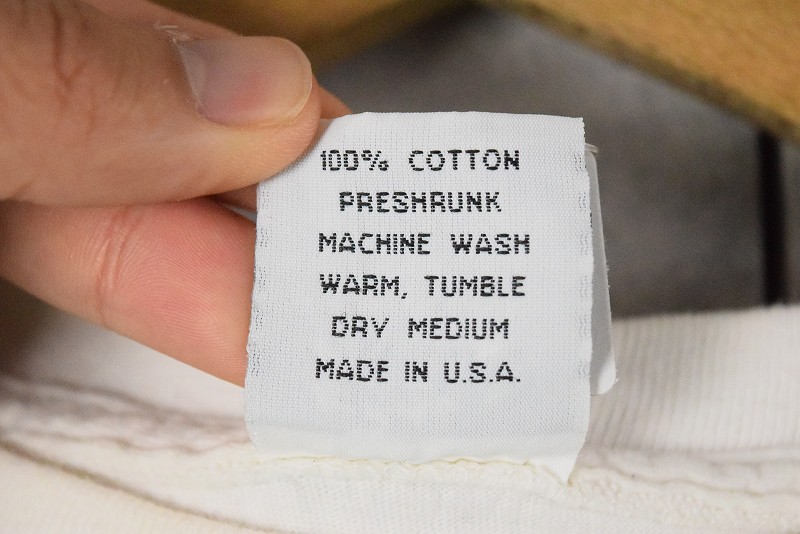 100% COTTON
PRESHRUNK
MACHINE WASH
WARM, TUMBLE
DRY MEDIUM
MADE IN U.S.A.